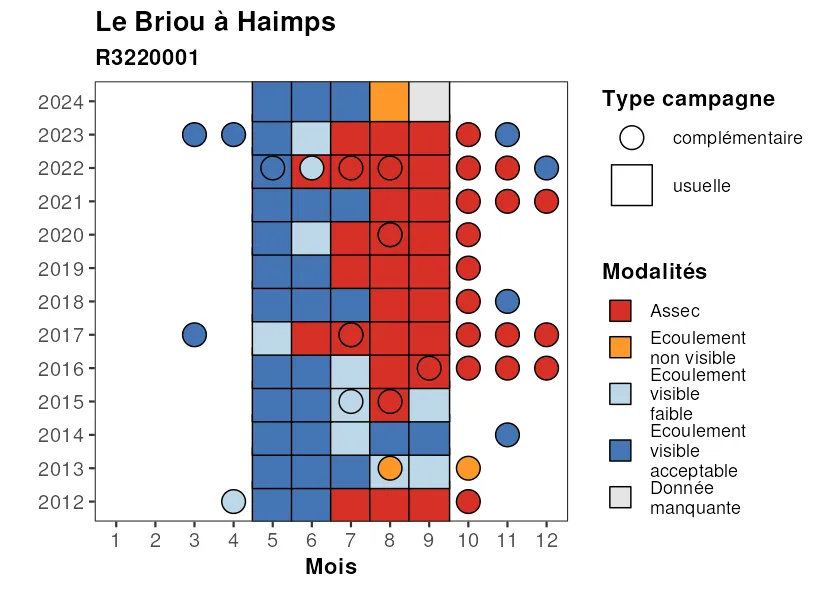 Le Briou à Haimps
R3220001
2024
2023
2022
2021
2020
2019
2018
2017
2016
2015
2014
2013
2012
1 2 3 4 5 6 7 8 9 10 11 12
Mois
Type campagne
complémentaire
usuelle
Modalités
Assec
Ecoulement
non visible
Ecoulement
visible
faible
Ecoulement
visible
acceptable
Donnée
manquante